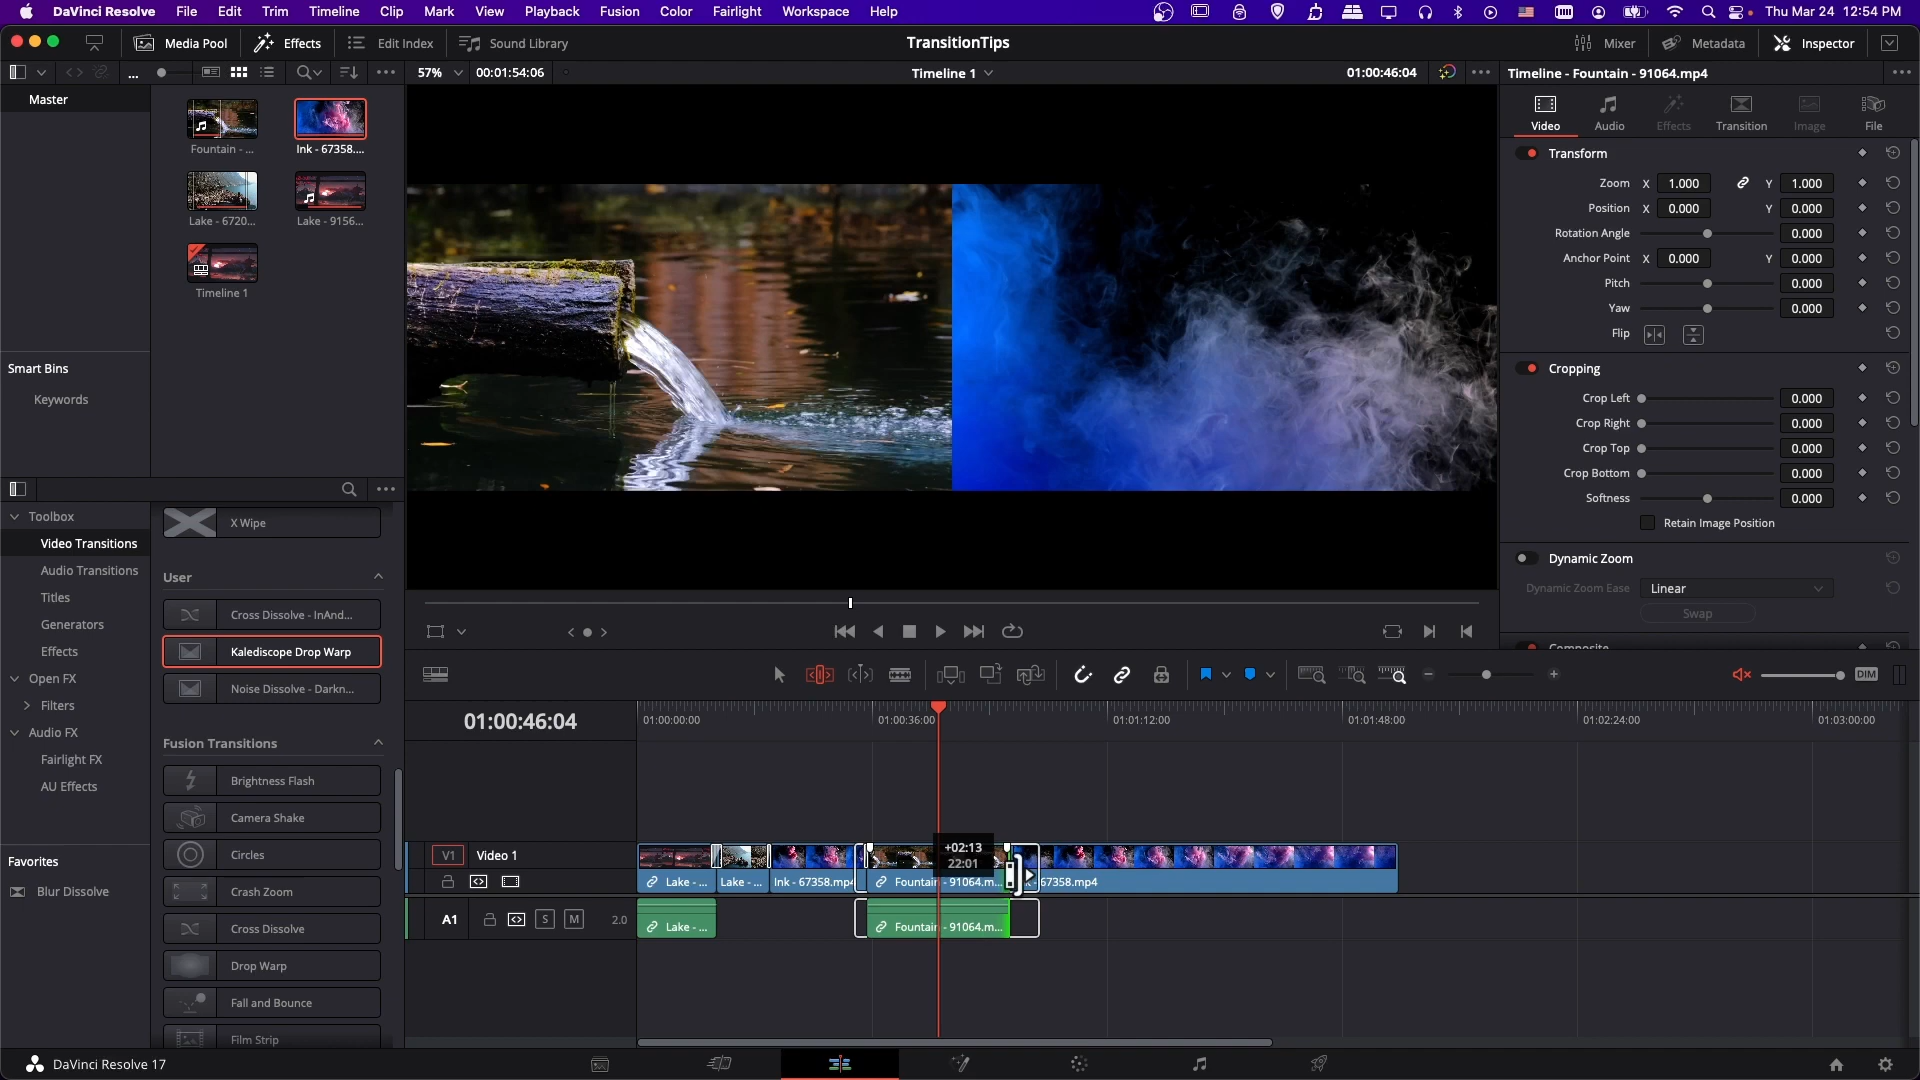 DaVinci Resolve File Edit Trim Timeline Clip Mark View Playback Fusion Color Fairlight Workspace Help Thu Mar 24 12:54 PM
Media Pool Effects Edit Index Sound Library TransitionTips Mixer Metadata Inspector
57% 00:01:54:06 Timeline 1 01:00:46:04 Timeline - Fountain - 91064.mp4
Master
Fountain - ...
Ink - 67358....
Lake - 6720...
Lake - 9156...
Timeline 1
Smart Bins
Keywords
Video Audio Effects Transition Image File
Transform
Zoom X 1.000 Y 1.000
Position X 0.000 Y 0.000
Rotation Angle 0.000
Anchor Point X 0.000 Y 0.000
Pitch 0.000
Yaw 0.000
Flip
Cropping
Crop Left 0.000
Crop Right 0.000
Crop Top 0.000
Crop Bottom 0.000
Softness 0.000
Retain Image Position
Dynamic Zoom
Dynamic Zoom Ease Linear
Swap
Composite
Toolbox
Video Transitions
Audio Transitions
Titles
Generators
Effects
Open FX
Filters
Audio FX
Fairlight FX
AU Effects
Favorites
Blur Dissolve
X Wipe
User
Cross Dissolve - InAnd...
Kalediscope Drop Warp
Noise Dissolve - Darkn...
Fusion Transitions
Brightness Flash
Camera Shake
Circles
Crash Zoom
Cross Dissolve
Drop Warp
Fall and Bounce
Film Strip
DIM
01:00:46:04 01:00:00:00 01:00:36:00 01:01:12:00 01:01:48:00 01:02:24:00 01:03:00:00
+02:13
22:01
V1 Video 1
Lake - ... Lake - ... Ink - 67358.mp4 Fountain - 91064.m... 67358.mp4
A1 S M 2.0
Lake - ... Fountain - 91064.m...
DaVinci Resolve 17